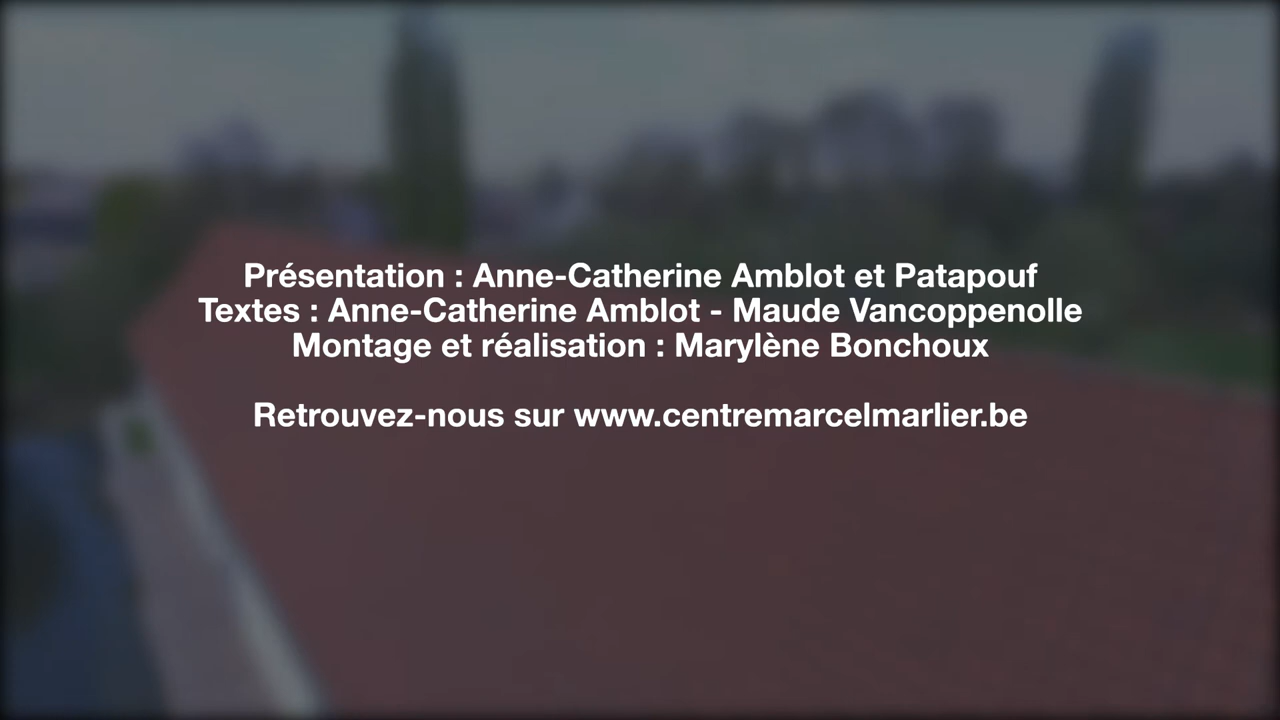 Présentation : Anne-Catherine Amblot et Patapouf
Textes : Anne-Catherine Amblot - Maude Vancoppenolle
Montage et réalisation : Marylène Bonchoux
Retrouvez-nous sur www.centremarcelmarlier.be